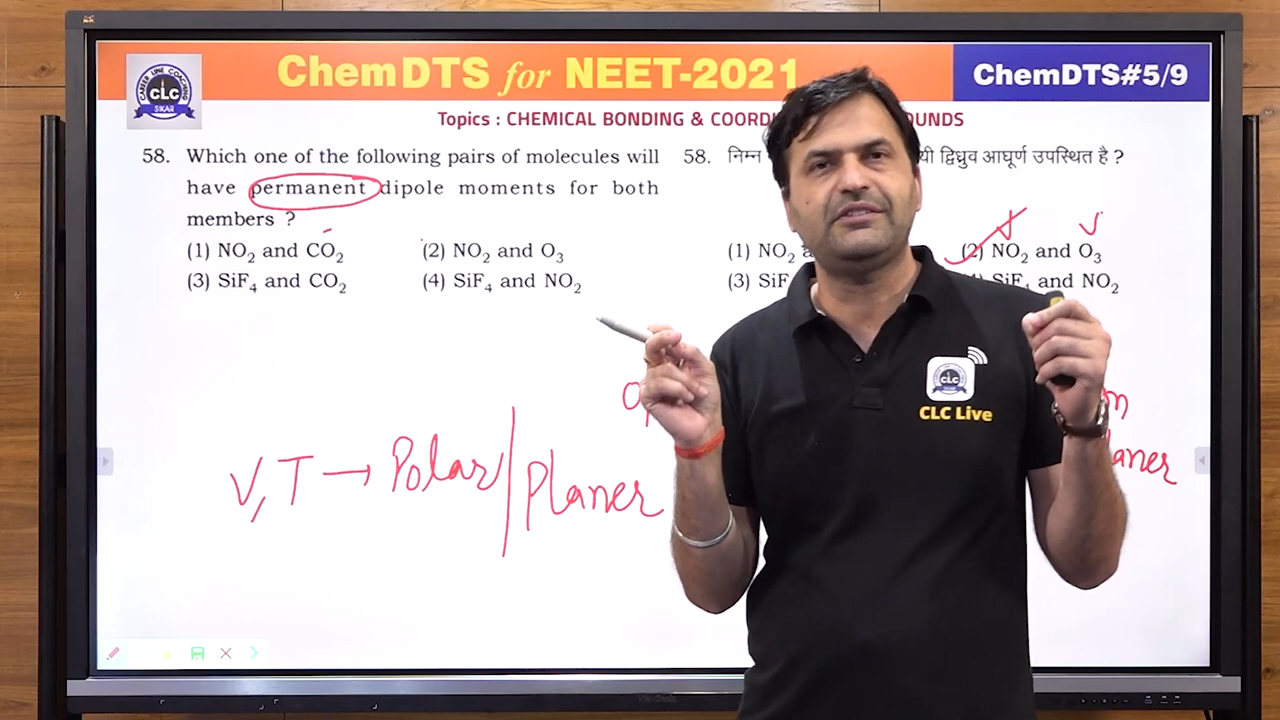 ChemDTS for NEET-2021
ChemDTS#5/9
CAREER LINE COACHING
CLC
SIKAR
Topics : CHEMICAL BONDING & COORD
OUNDS
58. Which one of the following pairs of molecules will
have permanent dipole moments for both
members ?
(1) NO₂ and CO₂ (2) NO₂ and O₃
(3) SiF₄ and CO₂ (4) SiF₄ and NO₂
58. निम्न
यी द्विध्रुव आघूर्ण उपस्थित है ?
(1) NO₂
(2) NO₂ and O₃
(3) SiF
SiF₄ and NO₂
V, T → Polar | Planer
aner
CLC
CLC Live